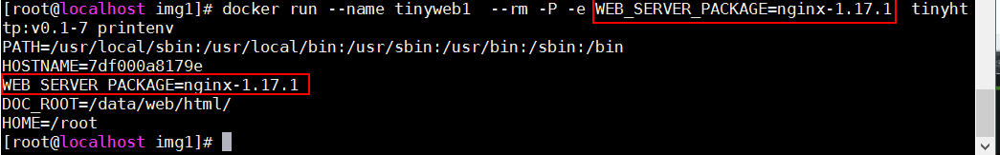 [root@localhost img1]# docker run --name tinyweb1  --rm -P -e WEB_SERVER_PACKAGE=nginx-1.17.1  tinyht
tp:v0.1-7 printenv
PATH=/usr/local/sbin:/usr/local/bin:/usr/sbin:/usr/bin:/sbin:/bin
HOSTNAME=7df000a8179e
WEB_SERVER_PACKAGE=nginx-1.17.1
DOC_ROOT=/data/web/html/
HOME=/root
[root@localhost img1]#